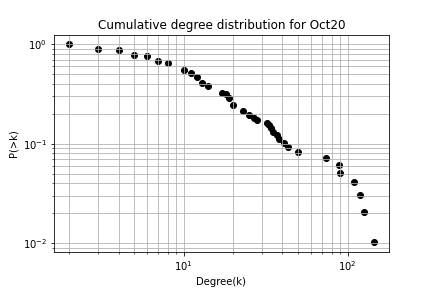 Cumulative degree distribution for Oct20
10⁰
10⁻¹
10⁻²
P(>k)
10¹
10²
Degree(k)